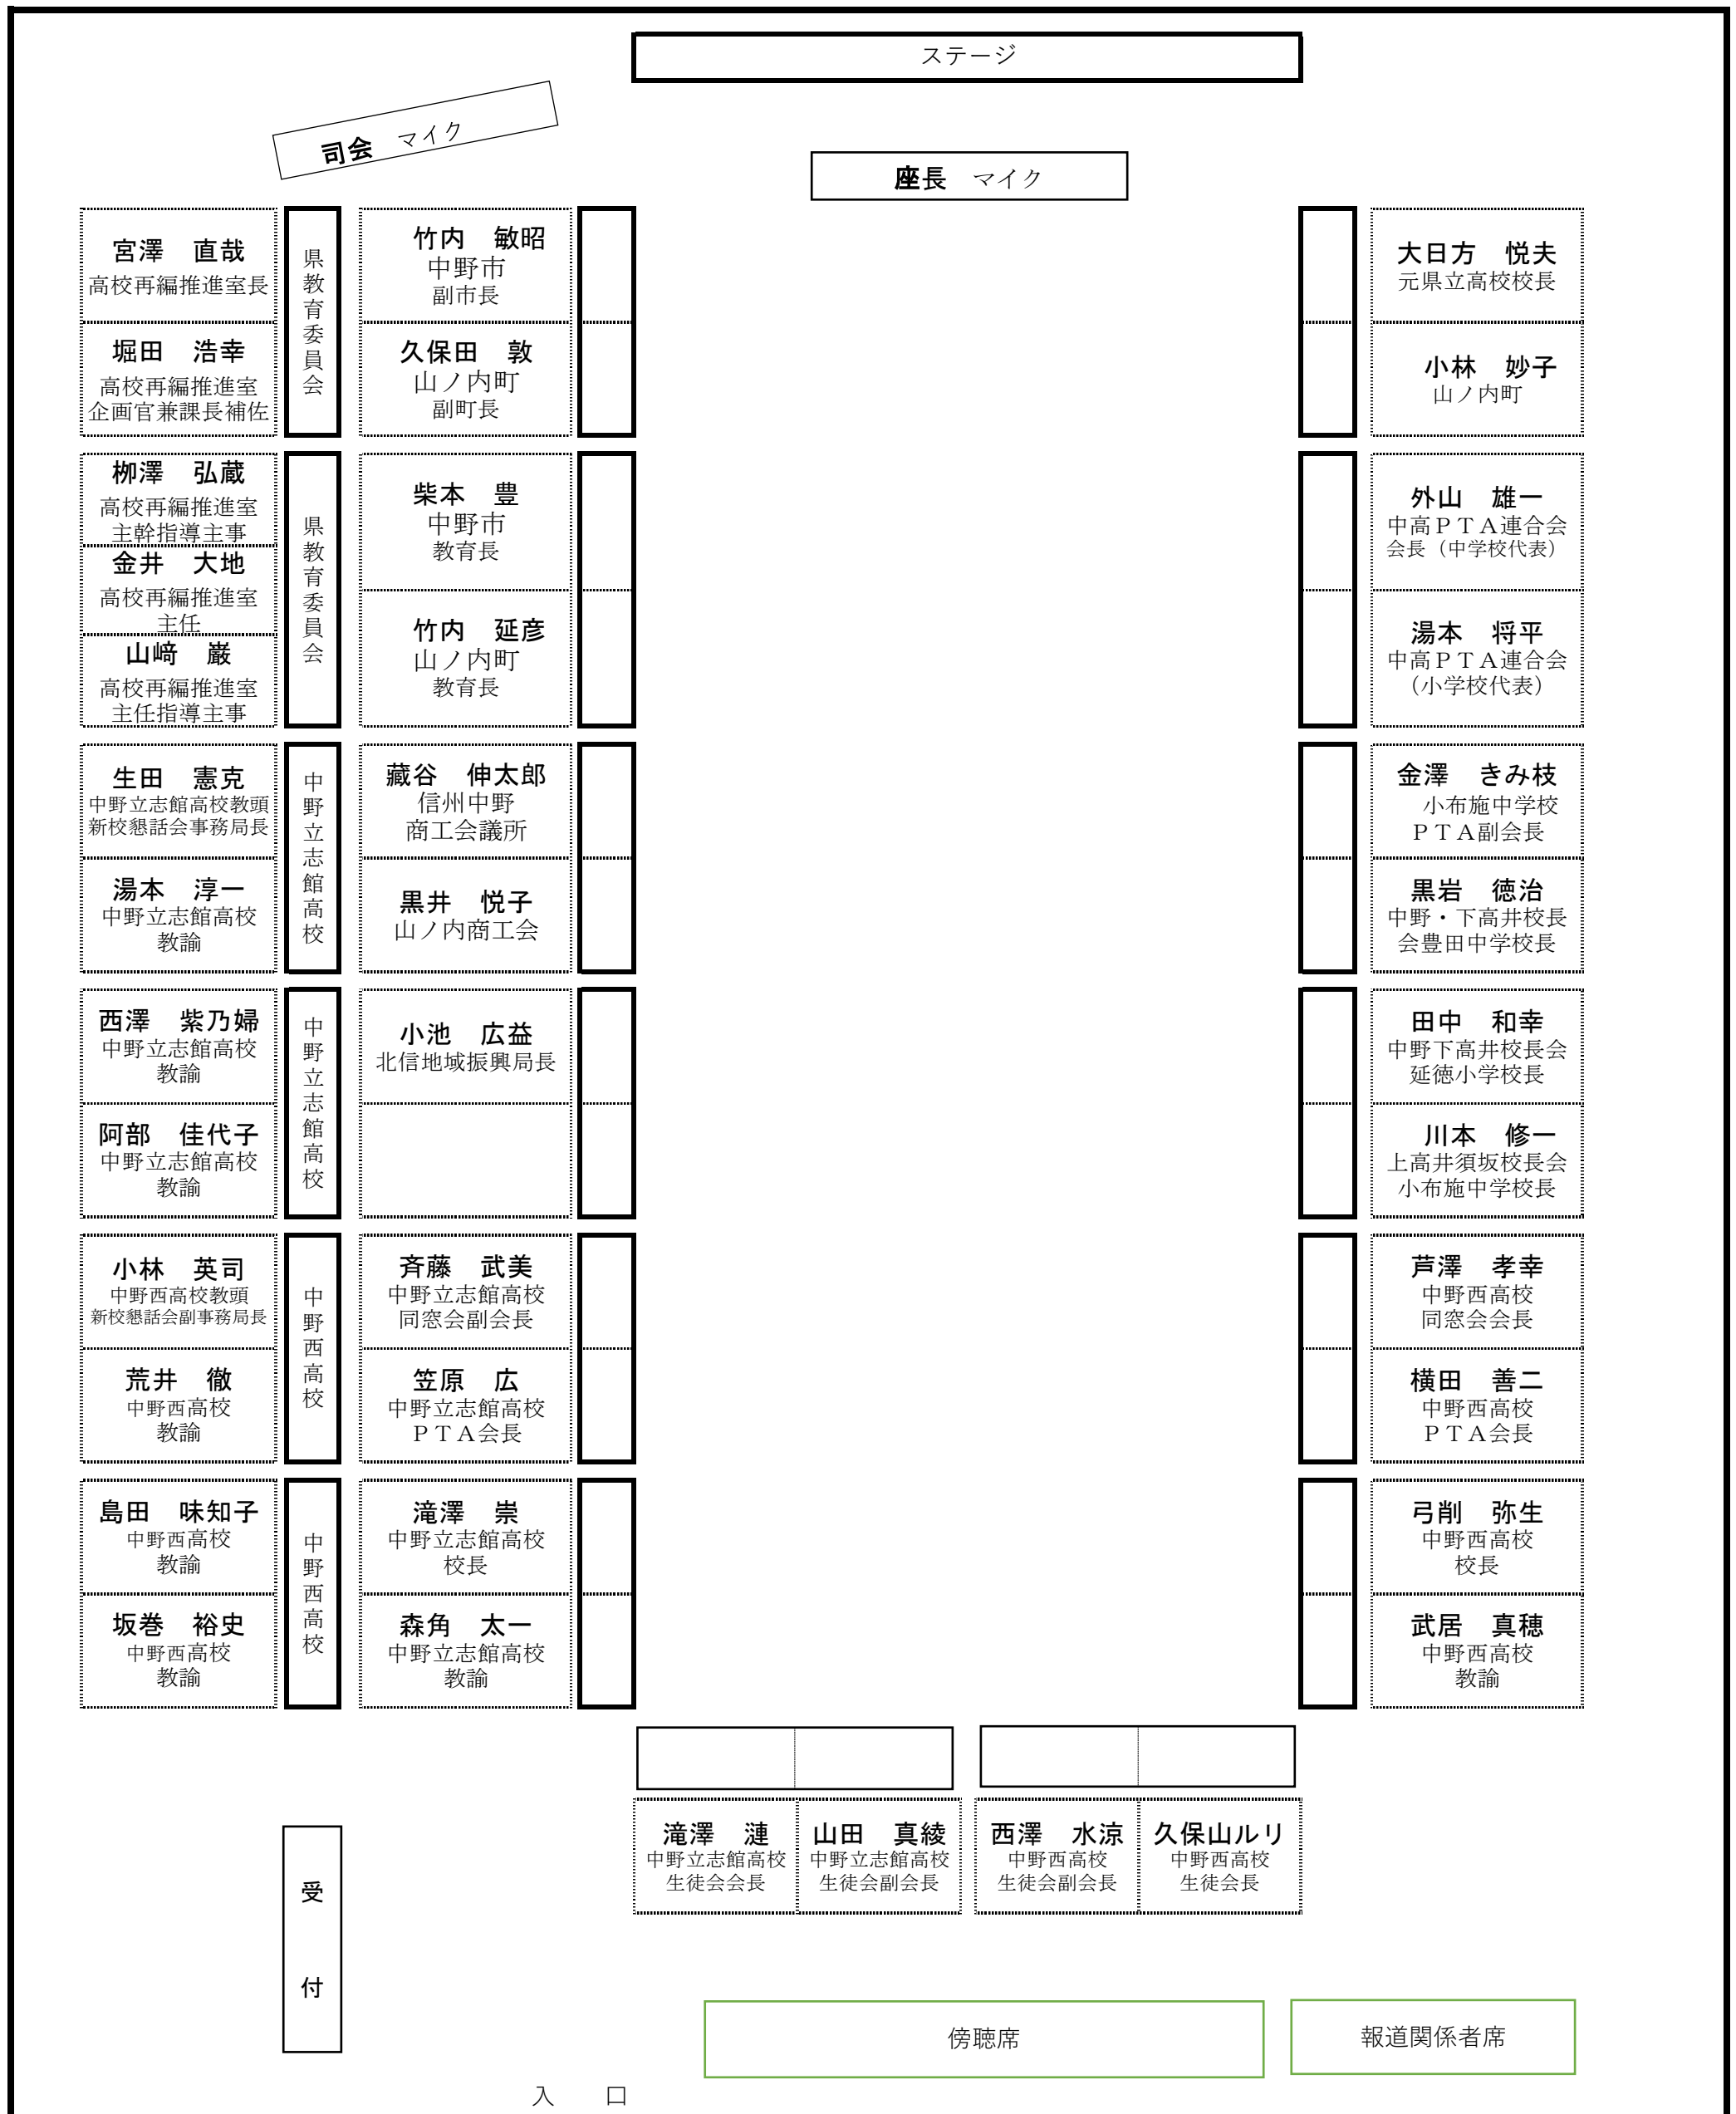 ステージ
司会　マイク
座長　マイク
宮澤　直哉
高校再編推進室長
堀田　浩幸
高校再編推進室
企画官兼課長補佐
県教育委員会
竹内　敏昭
中野市
副市長
久保田　敦
山ノ内町
副町長
大日方　悦夫
元県立高校校長
小林　妙子
山ノ内町
栁澤　弘蔵
高校再編推進室
主幹指導主事
金井　大地
高校再編推進室
主任
山﨑　巌
高校再編推進室
主任指導主事
県教育委員会
柴本　豊
中野市
教育長
竹内　延彦
山ノ内町
教育長
外山　雄一
中高ＰＴＡ連合会
会長（中学校代表）
湯本　将平
中高ＰＴＡ連合会
（小学校代表）
生田　憲克
中野立志館高校教頭
新校懇話会事務局長
湯本　淳一
中野立志館高校
教諭
中野立志館高校
藏谷　伸太郎
信州中野
商工会議所
黒井　悦子
山ノ内商工会
金澤　きみ枝
小布施中学校
ＰＴＡ副会長
黒岩　徳治
中野・下高井校長
会豊田中学校長
西澤　紫乃婦
中野立志館高校
教諭
阿部　佳代子
中野立志館高校
教諭
中野立志館高校
小池　広益
北信地域振興局長
田中　和幸
中野下高井校長会
延徳小学校長
川本　修一
上高井須坂校長会
小布施中学校長
小林　英司
中野西高校教頭
新校懇話会副事務局長
荒井　徹
中野西高校
教諭
中野西高校
斉藤　武美
中野立志館高校
同窓会副会長
笠原　広
中野立志館高校
ＰＴＡ会長
芦澤　孝幸
中野西高校
同窓会会長
横田　善二
中野西高校
ＰＴＡ会長
島田　味知子
中野西高校
教諭
坂巻　裕史
中野西高校
教諭
中野西高校
滝澤　崇
中野立志館高校
校長
森角　太一
中野立志館高校
教諭
弓削　弥生
中野西高校
校長
武居　真穂
中野西高校
教諭
滝澤　漣
中野立志館高校
生徒会会長
山田　真綾
中野立志館高校
生徒会副会長
西澤　水涼
中野西高校
生徒会副会長
久保山ルリ
中野西高校
生徒会長
受付
傍聴席
報道関係者席
入　口